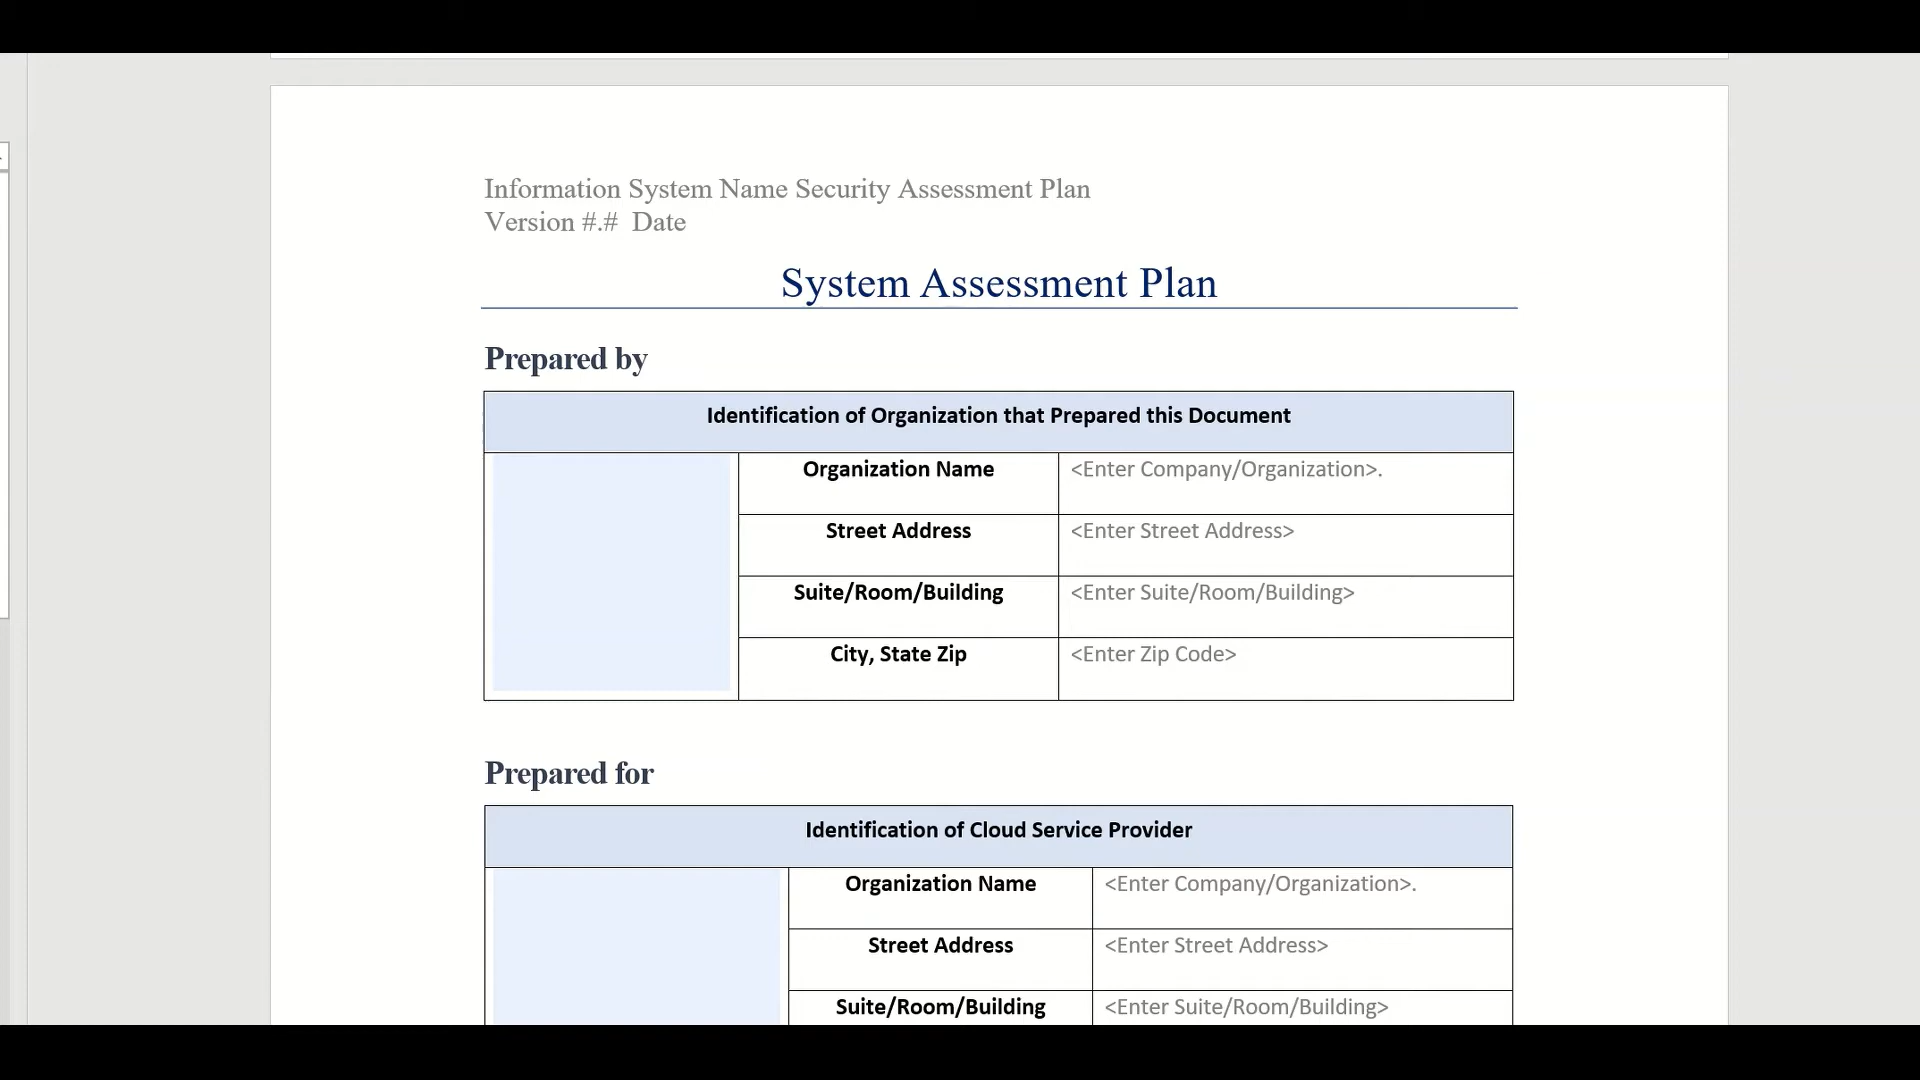 Information System Name Security Assessment Plan
Version #.#  Date
System Assessment Plan
Prepared by
Identification of Organization that Prepared this Document
Organization Name <Enter Company/Organization>.
Street Address <Enter Street Address>
Suite/Room/Building <Enter Suite/Room/Building>
City, State Zip <Enter Zip Code>
Prepared for
Identification of Cloud Service Provider
Organization Name <Enter Company/Organization>.
Street Address <Enter Street Address>
Suite/Room/Building <Enter Suite/Room/Building>